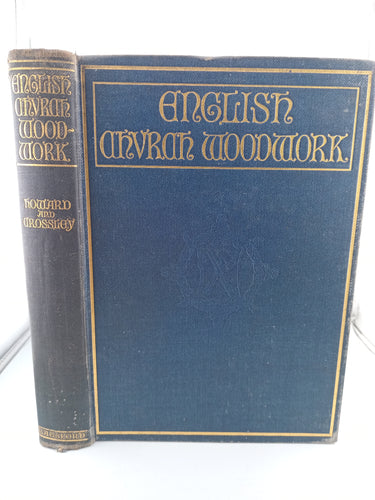 ENGLISH
CHVRCH
WOOD-
WORK.
HOWARD
AND
CROSSLEY
BATSFORD
ENGLISH
CHVRCH WOODWORK